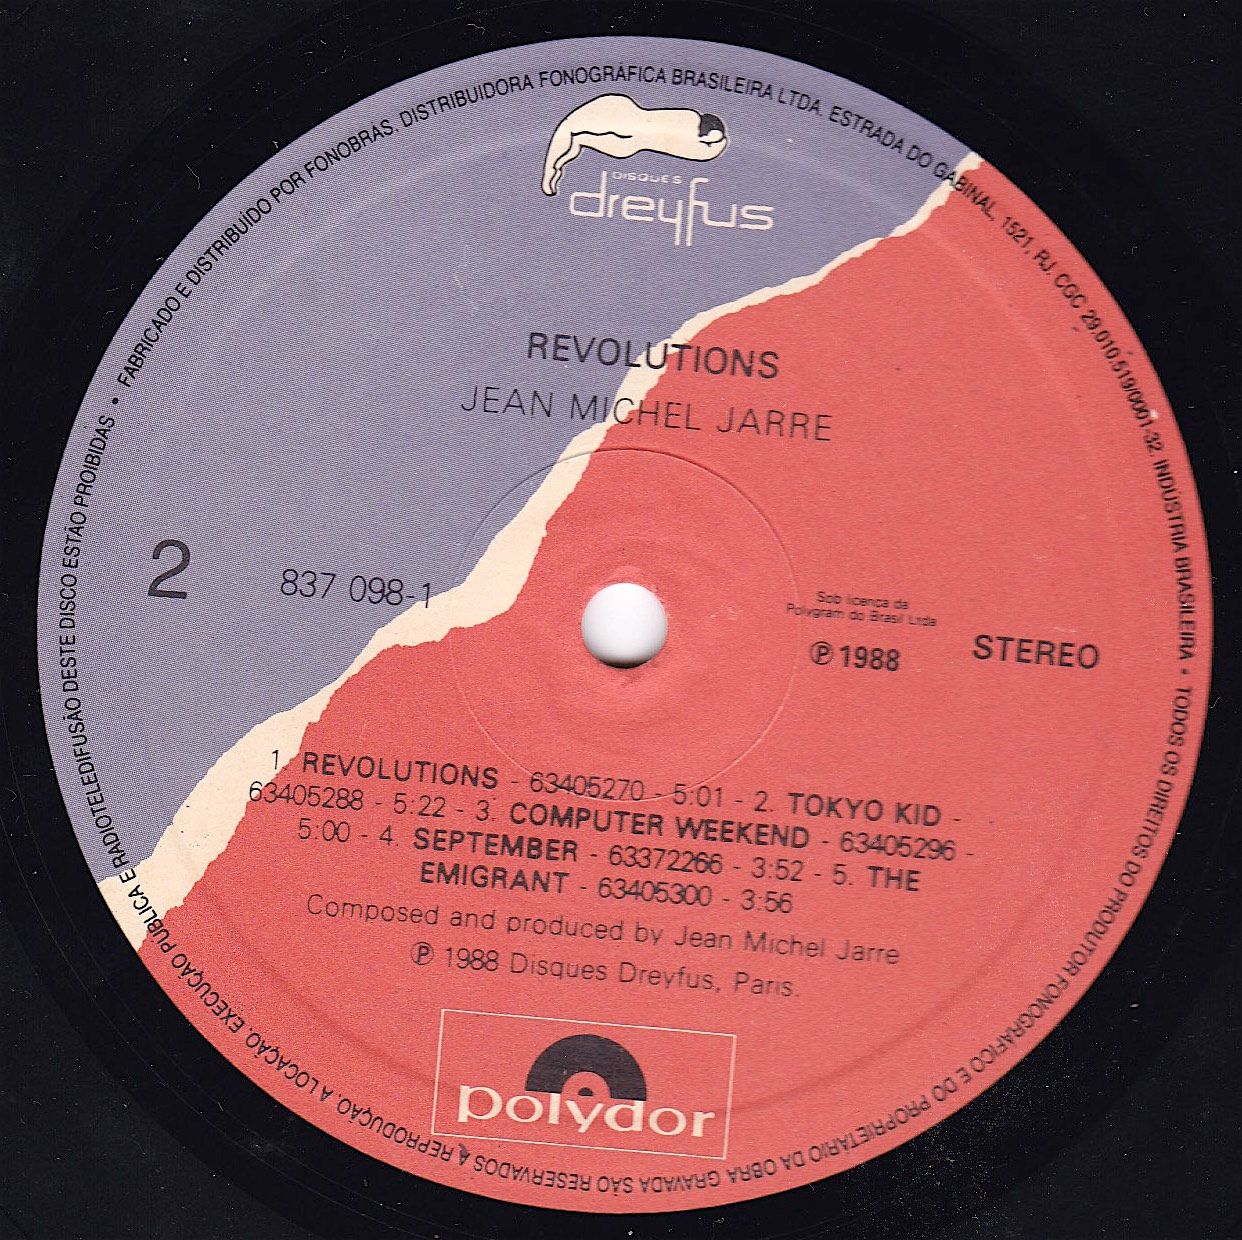 FABRICADO E DISTRIBUÍDO POR FONOBRÁS. DISTRIBUIDORA FONOGRÁFICA BRASILEIRA LTDA. ESTRADA DO GABINAL, 1521, RJ. CGC 29.010.519/0001-32. INDÚSTRIA BRASILEIRA • TODOS OS DIREITOS DO PRODUTOR FONOGRÁFICO E DO PROPRIETÁRIO DA OBRA GRAVADA SÃO RESERVADOS A REPRODUÇÃO, A LOCAÇÃO, EXECUÇÃO PÚBLICA E RADIOTELEDIFUSÃO DESTE DISCO ESTÃO PROIBIDAS •
DISQUES
dreyfus
REVOLUTIONS
JEAN MICHEL JARRE
2
837 098-1
Sob licença da
Polygram do Brasil Ltda
℗ 1988
STEREO
1. REVOLUTIONS - 63405270 - 5:01 - 2. TOKYO KID -
63405288 - 5:22 - 3. COMPUTER WEEKEND - 63405296 -
5:00 - 4. SEPTEMBER - 63372266 - 3:52 - 5. THE
EMIGRANT - 63405300 - 3:56
Composed and produced by Jean Michel Jarre
℗ 1988 Disques Dreyfus, Paris.
polydor